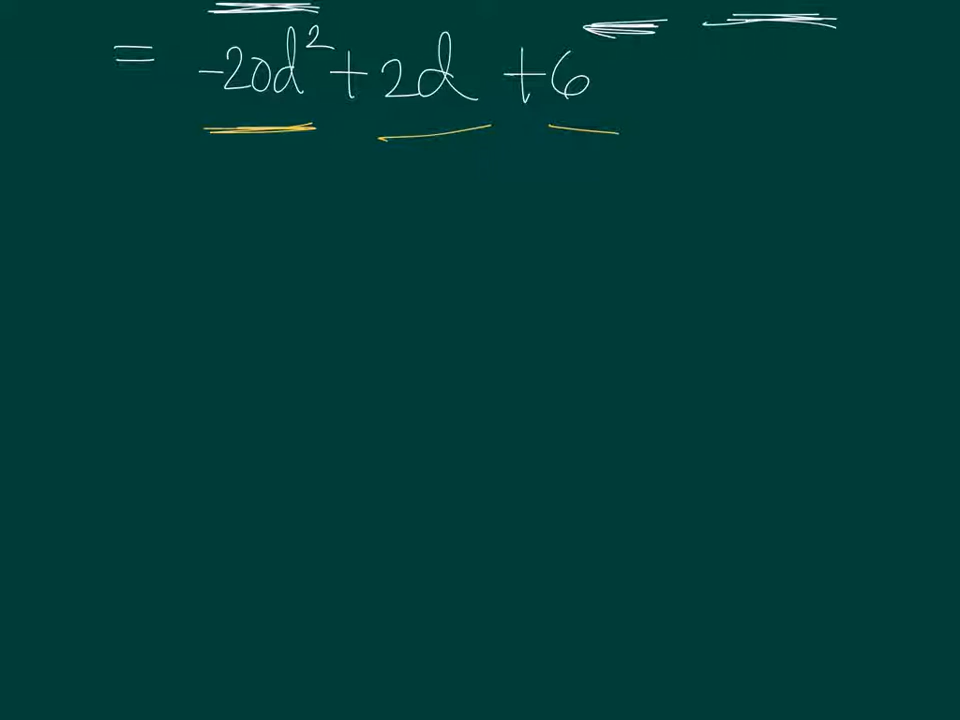 = -20d² + 2d + 6